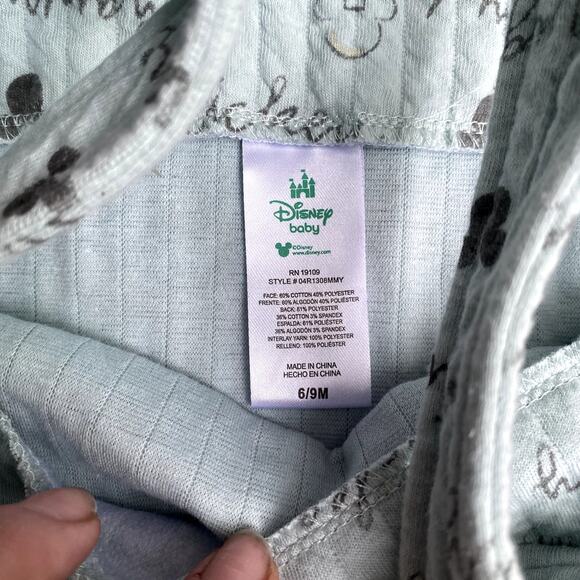 Disney
baby
©Disney
www.disney.com
RN 19109
STYLE # 04R1308MMY
FACE: 60% COTTON 40% POLYESTER
FRENTE: 60% ALGODÓN 40% POLIÉSTER
BACK: 61% POLYESTER
36% COTTON 3% SPANDEX
ESPALDA: 61% POLIÉSTER
36% ALGODÓN 3% SPANDEX
INTERLAY YARN: 100% POLYESTER
RELLENO: 100% POLIÉSTER
MADE IN CHINA
HECHO EN CHINA
6/9M